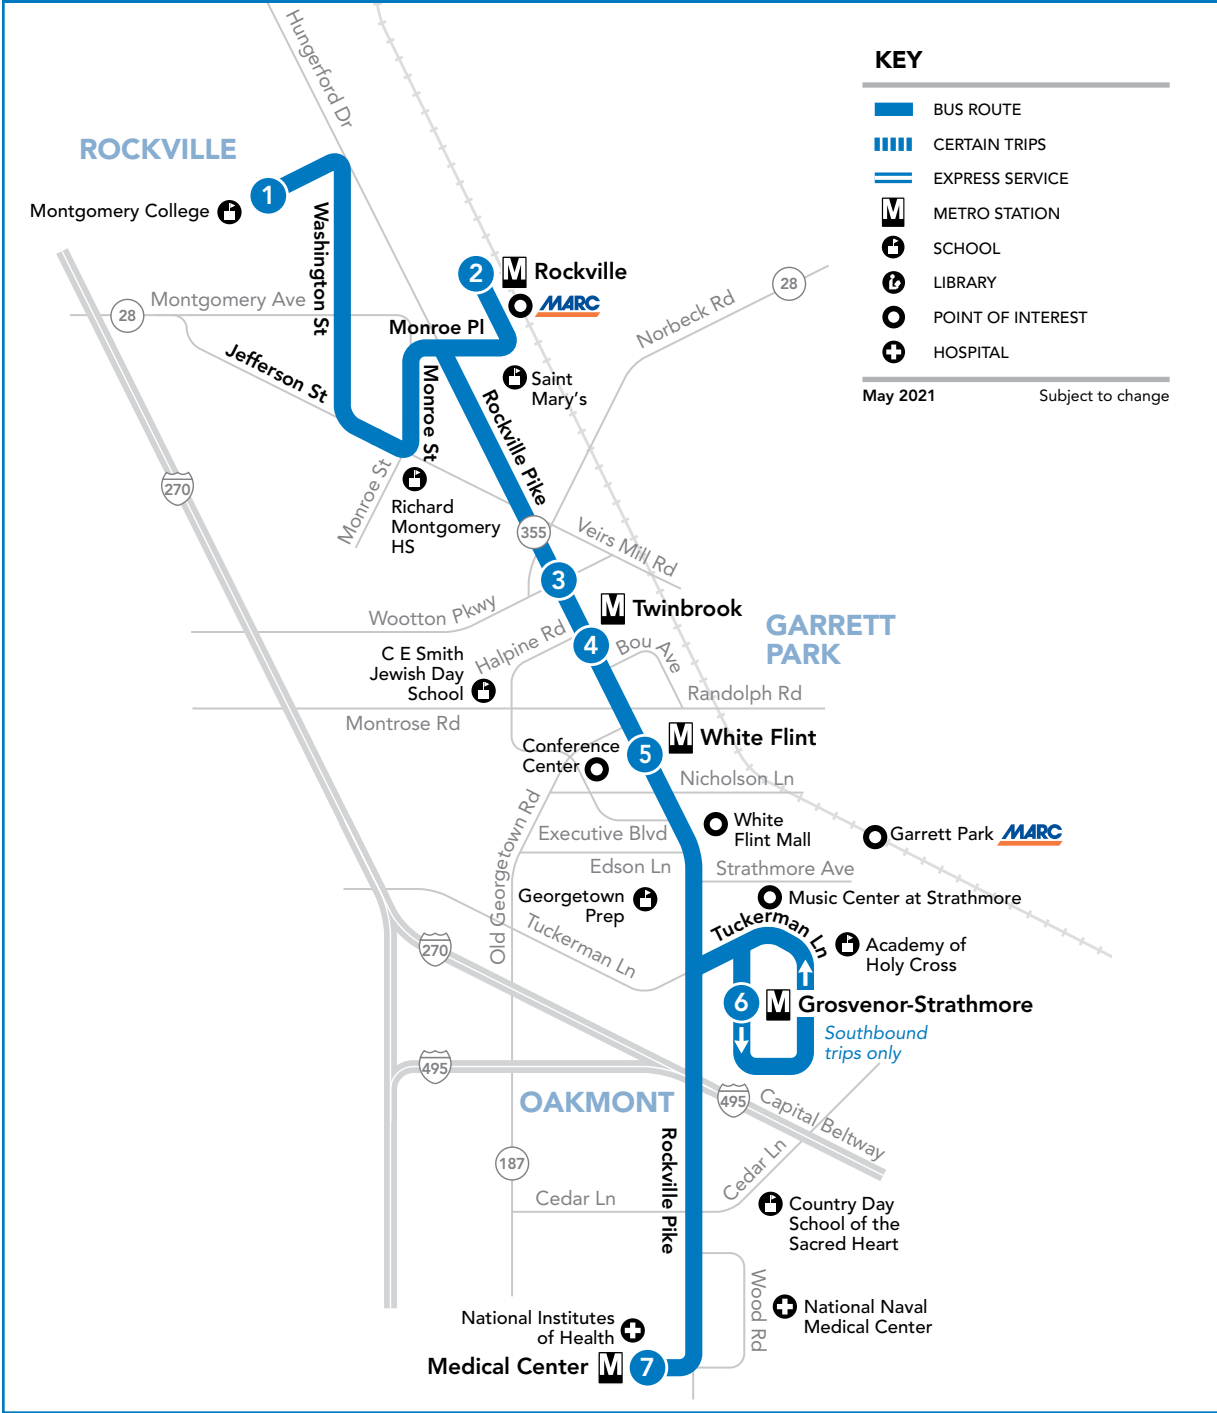 KEY
BUS ROUTE
CERTAIN TRIPS
EXPRESS SERVICE
M
METRO STATION
SCHOOL
LIBRARY
POINT OF INTEREST
HOSPITAL
May 2021
Subject to change
Hungerford Dr
ROCKVILLE
1
Montgomery College
Washington St
2
M
Rockville
MARC
28
Montgomery Ave
Monroe Pl
28
Norbeck Rd
Jefferson St
Monroe St
Saint
Mary's
Rockville Pike
270
Monroe St
Richard
Montgomery
HS
355
Veirs Mill Rd
3
Wootton Pkwy
M
Twinbrook
GARRETT
PARK
4
Halpine Rd
Bou Ave
C E Smith
Jewish Day
School
Randolph Rd
Montrose Rd
M
White Flint
5
Conference
Center
Nicholson Ln
Old Georgetown Rd
Executive Blvd
White
Flint Mall
Garrett Park
MARC
Edson Ln
Strathmore Ave
Georgetown
Prep
Music Center at Strathmore
Tuckerman Ln
Tuckerman Ln
Academy of
Holy Cross
270
6
M
Grosvenor-Strathmore
Southbound
trips only
495
OAKMONT
495
Capital Beltway
187
Rockville Pike
Cedar Ln
Cedar Ln
Country Day
School of the
Sacred Heart
Wood Rd
National Institutes
of Health
National Naval
Medical Center
Medical Center
M
7